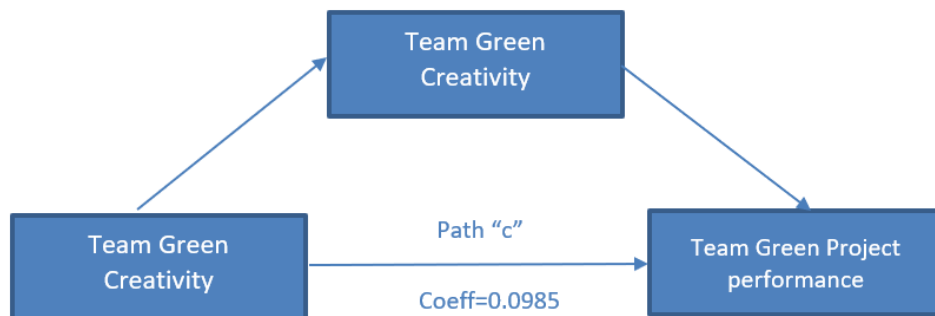 Team Green
Creativity
Team Green
Creativity
Path “c”
Coeff=0.0985
Team Green Project
performance